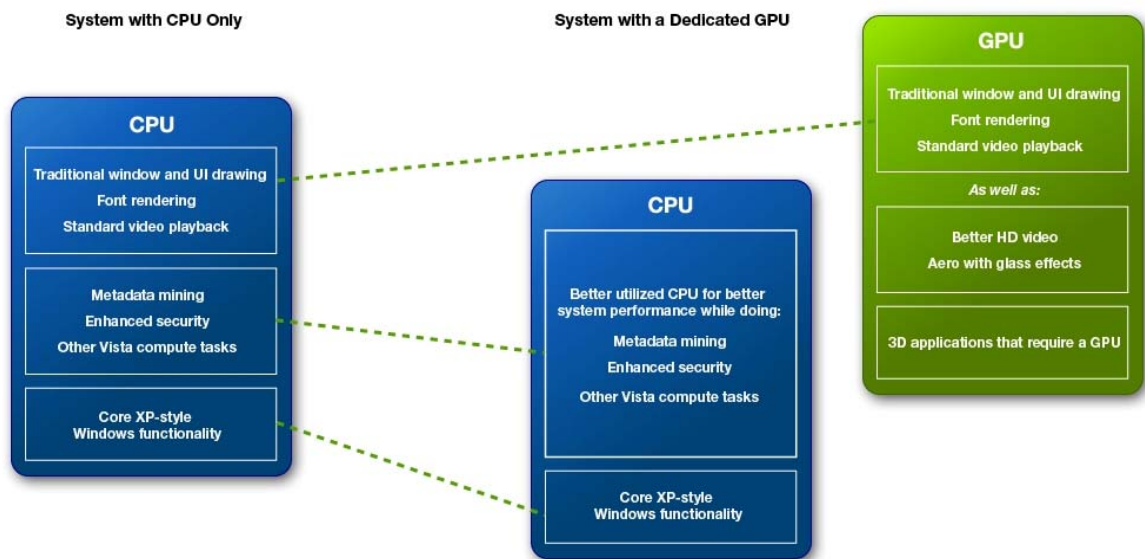 System with CPU Only
System with a Dedicated GPU
CPU
Traditional window and UI drawing
Font rendering
Standard video playback
Metadata mining
Enhanced security
Other Vista compute tasks
Core XP-style
Windows functionality
CPU
Better utilized CPU for better
system performance while doing:
Metadata mining
Enhanced security
Other Vista compute tasks
Core XP-style
Windows functionality
GPU
Traditional window and UI drawing
Font rendering
Standard video playback
As well as:
Better HD video
Aero with glass effects
3D applications that require a GPU